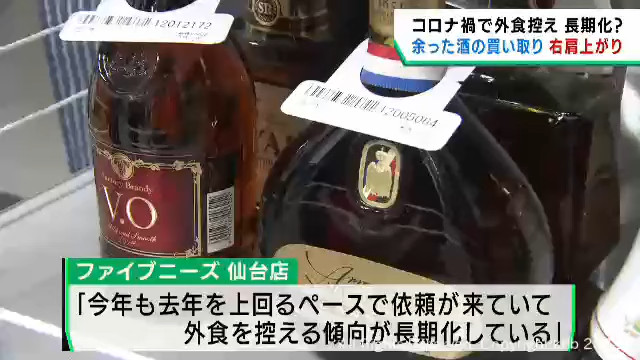 コロナ禍で外食控え 長期化?
余った酒の買い取り 右肩上がり
12012172
12005064
Brandy
V.O
ファイブニーズ 仙台店
「今年も去年を上回るペースで依頼が来ていて
外食を控える傾向が長期化している」